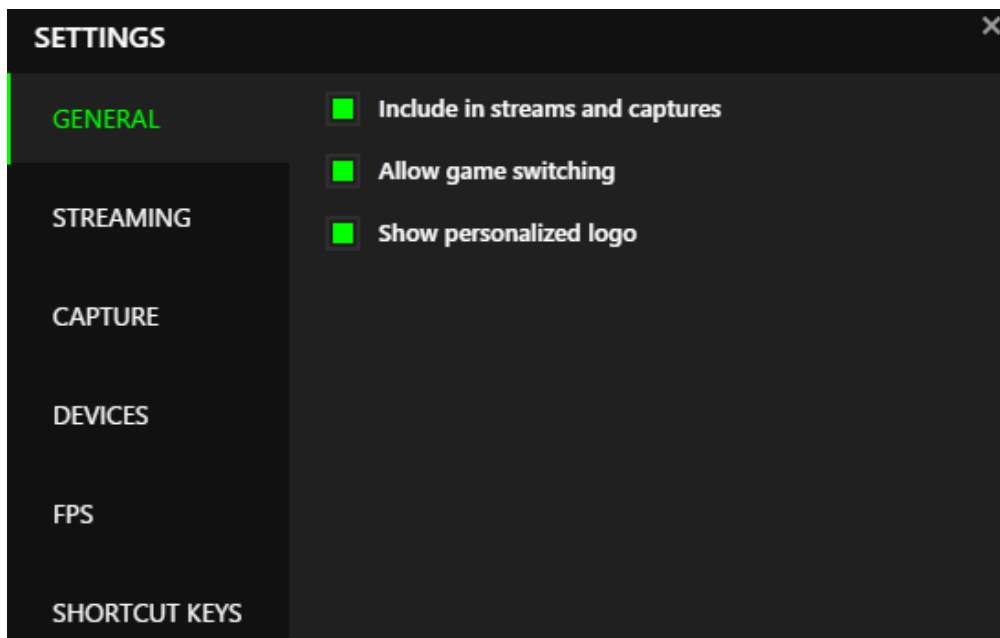 SETTINGS
GENERAL
STREAMING
CAPTURE
DEVICES
FPS
SHORTCUT KEYS
Include in streams and captures
Allow game switching
Show personalized logo